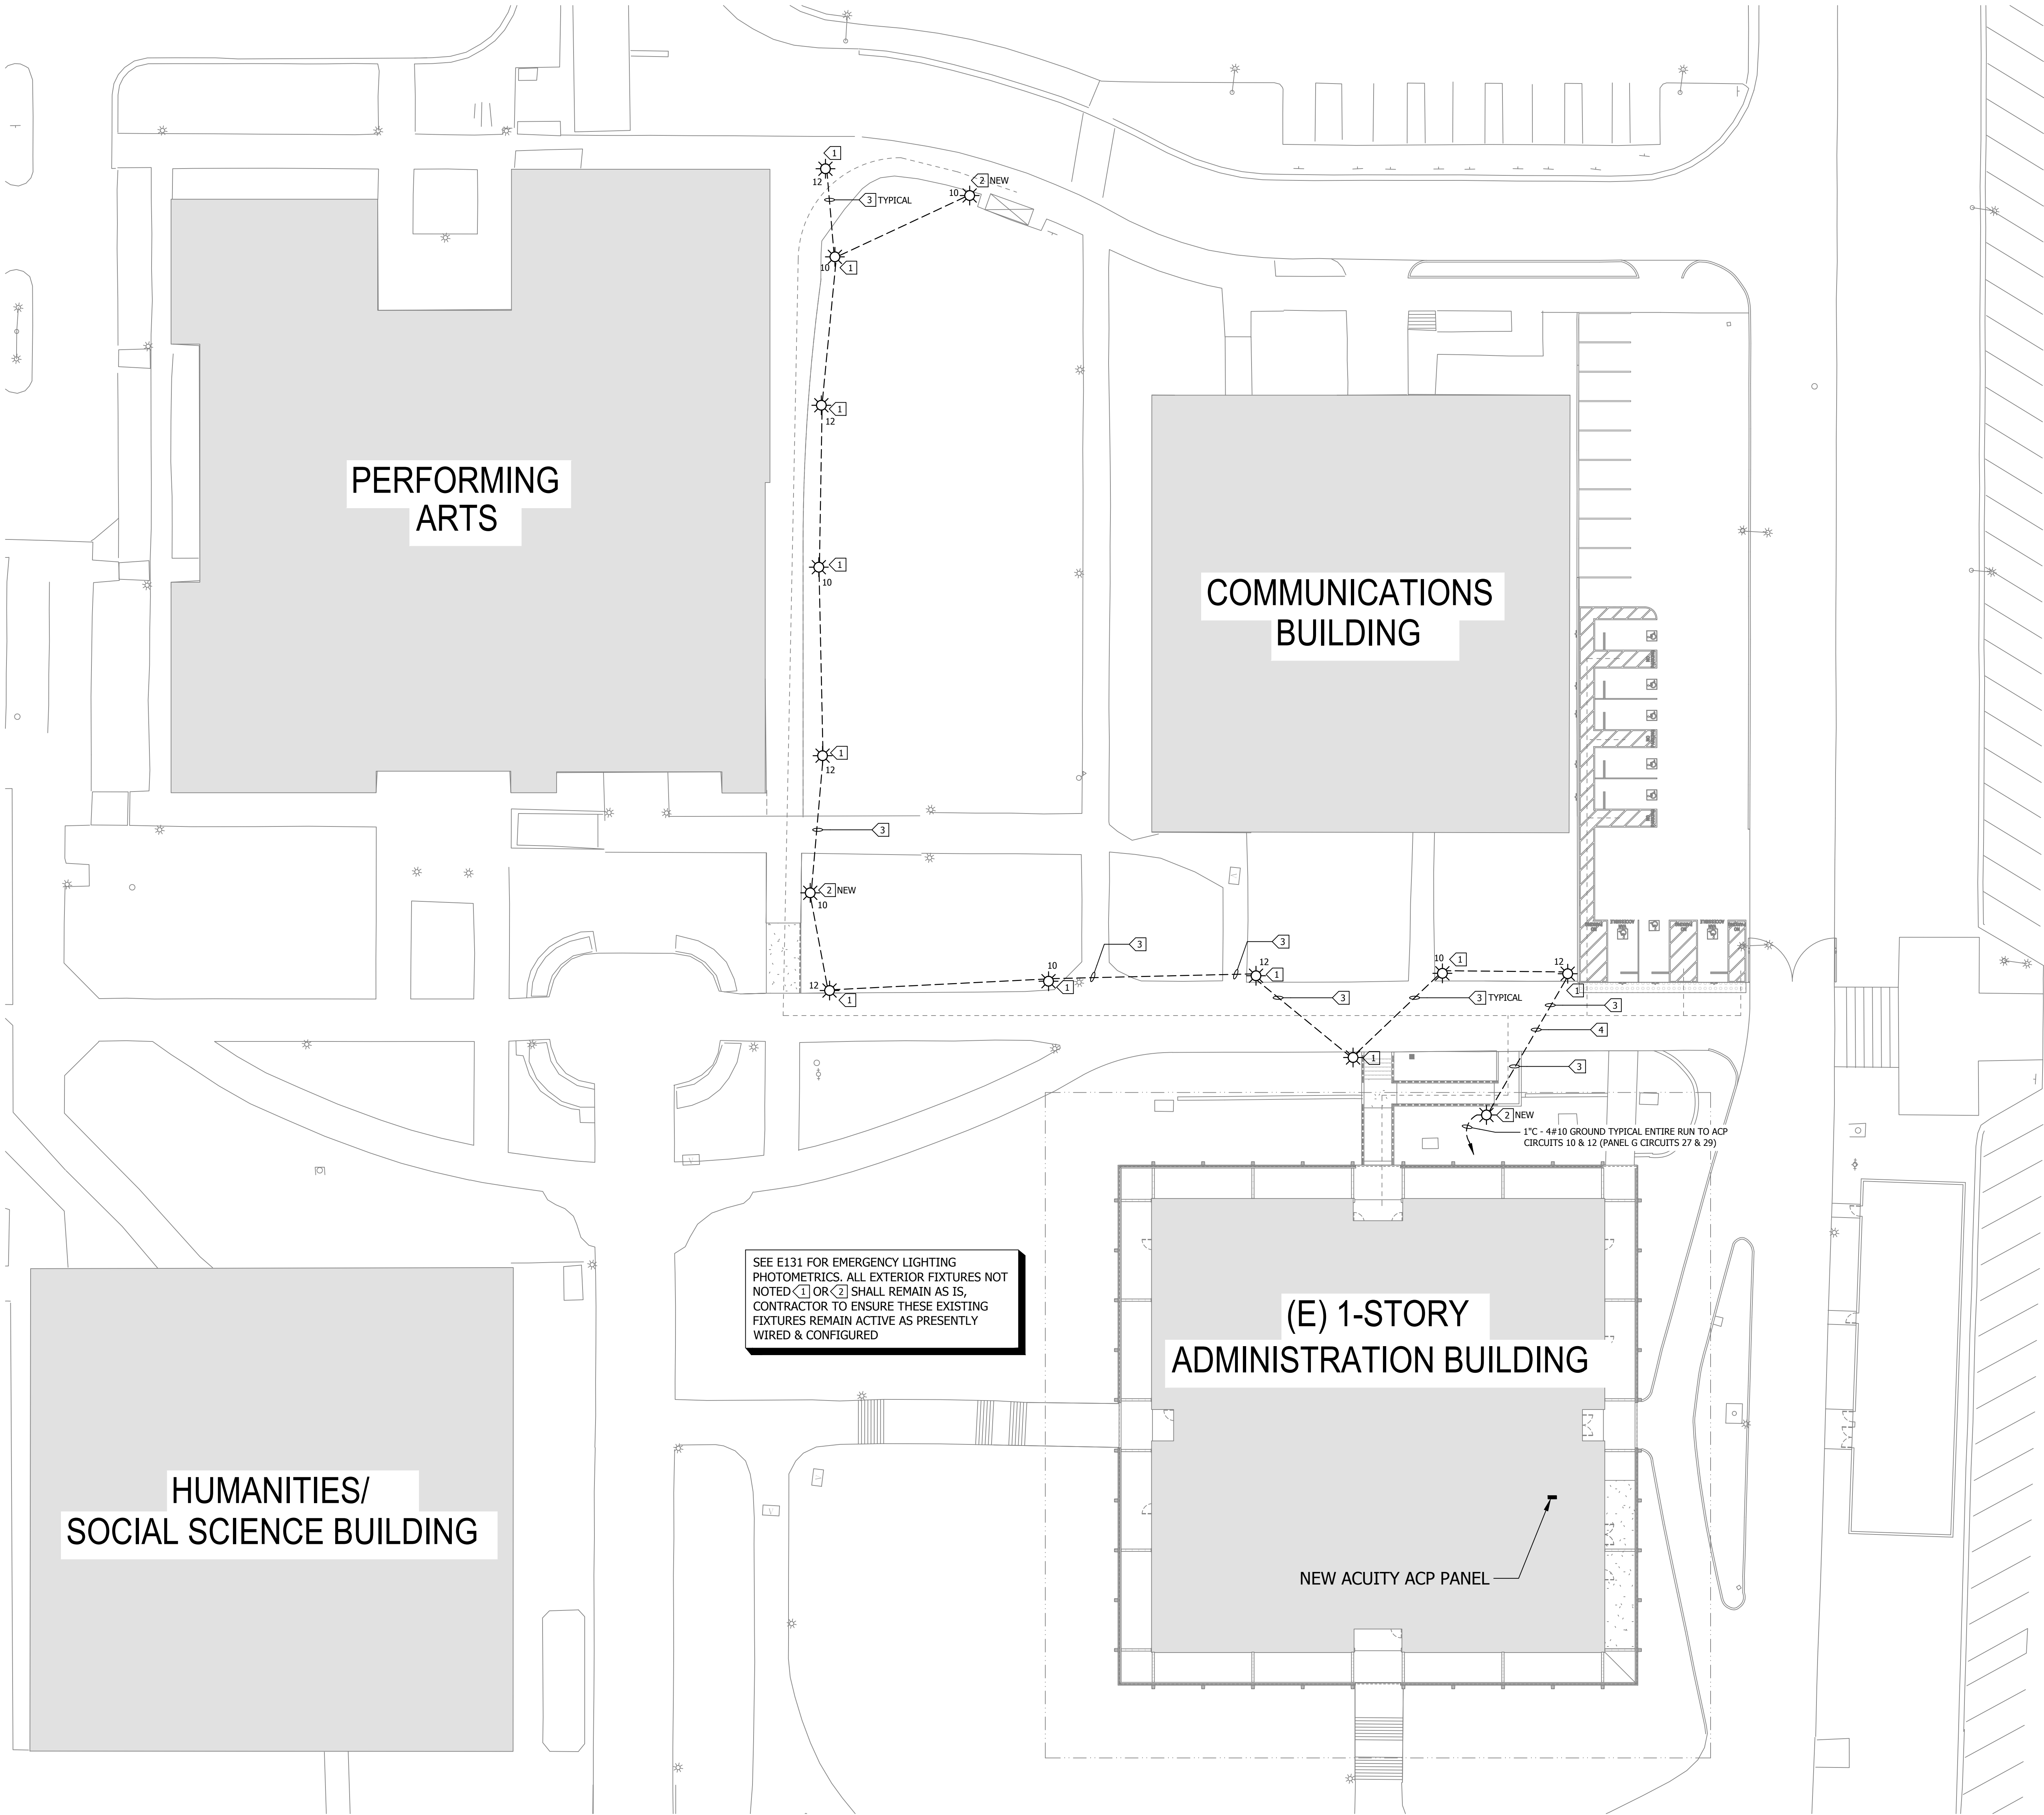 1
12
2 NEW
10
3 TYPICAL
10
1
1
12
PERFORMING
ARTS
1
10
COMMUNICATIONS
BUILDING
1
12
3
2 NEW
10
3
3
10
12
10
1
12
12
1
1
1
1
3
3 TYPICAL
3
4
1
3
2 NEW
1"C - 4#10 GROUND TYPICAL ENTIRE RUN TO ACP
CIRCUITS 10 & 12 (PANEL G CIRCUITS 27 & 29)
SEE E131 FOR EMERGENCY LIGHTING
PHOTOMETRICS. ALL EXTERIOR FIXTURES NOT
NOTED 1 OR 2 SHALL REMAIN AS IS,
CONTRACTOR TO ENSURE THESE EXISTING
FIXTURES REMAIN ACTIVE AS PRESENTLY
WIRED & CONFIGURED
(E) 1-STORY
ADMINISTRATION BUILDING
HUMANITIES/
SOCIAL SCIENCE BUILDING
NEW ACUITY ACP PANEL